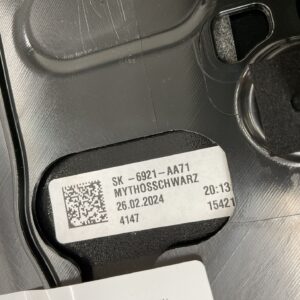 SK -6921-AA71
MYTHOSSCHWARZ
26.02.2024 20:13
4147 15421